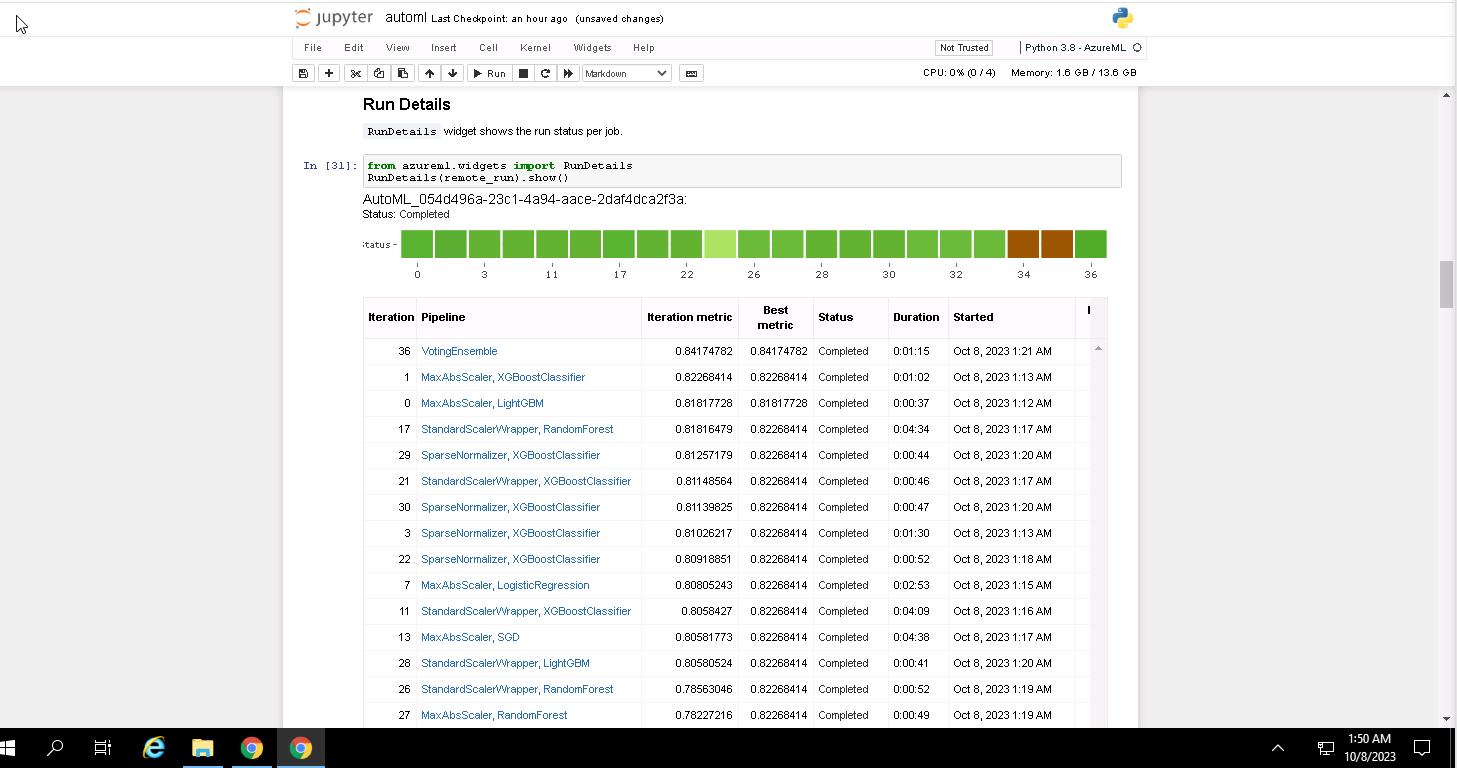 jupyter automl Last Checkpoint: an hour ago (unsaved changes)
File Edit View Insert Cell Kernel Widgets Help Not Trusted Python 3.8 - AzureML
Run Markdown CPU: 0% (0 / 4) Memory: 1.6 GB / 13.6 GB
Run Details
RunDetails widget shows the run status per job.
In [31]: from azureml.widgets import RunDetails
RunDetails(remote_run).show()
AutoML_054d496a-23c1-4a94-aace-2daf4dca2f3a:
Status: Completed
tatus
0 3 11 17 22 26 28 30 32 34 36
Iteration Pipeline Iteration metric Best metric Status Duration Started
36 VotingEnsemble 0.84174782 0.84174782 Completed 0:01:15 Oct 8, 2023 1:21 AM
1 MaxAbsScaler, XGBoostClassifier 0.82268414 0.82268414 Completed 0:01:02 Oct 8, 2023 1:13 AM
0 MaxAbsScaler, LightGBM 0.81817728 0.81817728 Completed 0:00:37 Oct 8, 2023 1:12 AM
17 StandardScalerWrapper, RandomForest 0.81816479 0.82268414 Completed 0:04:34 Oct 8, 2023 1:17 AM
29 SparseNormalizer, XGBoostClassifier 0.81257179 0.82268414 Completed 0:00:44 Oct 8, 2023 1:20 AM
21 StandardScalerWrapper, XGBoostClassifier 0.81148564 0.82268414 Completed 0:00:46 Oct 8, 2023 1:17 AM
30 SparseNormalizer, XGBoostClassifier 0.81139825 0.82268414 Completed 0:00:47 Oct 8, 2023 1:20 AM
3 SparseNormalizer, XGBoostClassifier 0.81026217 0.82268414 Completed 0:01:30 Oct 8, 2023 1:13 AM
22 SparseNormalizer, XGBoostClassifier 0.80918851 0.82268414 Completed 0:00:52 Oct 8, 2023 1:18 AM
7 MaxAbsScaler, LogisticRegression 0.80805243 0.82268414 Completed 0:02:53 Oct 8, 2023 1:15 AM
11 StandardScalerWrapper, XGBoostClassifier 0.8058427 0.82268414 Completed 0:04:09 Oct 8, 2023 1:16 AM
13 MaxAbsScaler, SGD 0.80581773 0.82268414 Completed 0:04:38 Oct 8, 2023 1:17 AM
28 StandardScalerWrapper, LightGBM 0.80580524 0.82268414 Completed 0:00:41 Oct 8, 2023 1:20 AM
26 StandardScalerWrapper, RandomForest 0.78563046 0.82268414 Completed 0:00:52 Oct 8, 2023 1:19 AM
27 MaxAbsScaler, RandomForest 0.78227216 0.82268414 Completed 0:00:49 Oct 8, 2023 1:19 AM
1:50 AM
10/8/2023